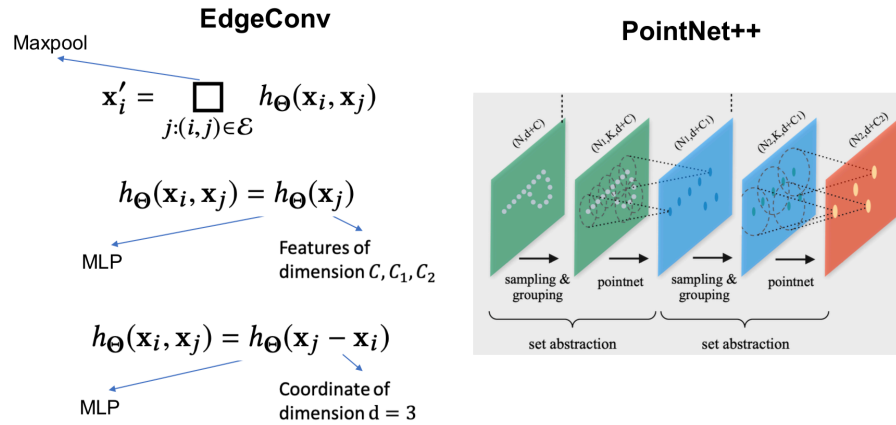 EdgeConv
Maxpool
𝐱′ᵢ = □ h_Θ(𝐱ᵢ, 𝐱ⱼ)
j:(i,j)∈ℰ
h_Θ(𝐱ᵢ, 𝐱ⱼ) = h_Θ(𝐱ⱼ)
MLP
Features of
dimension C, C₁, C₂
h_Θ(𝐱ᵢ, 𝐱ⱼ) = h_Θ(𝐱ⱼ − 𝐱ᵢ)
MLP
Coordinate of
dimension d = 3
PointNet++
(N,d+C)
(N₁,K,d+C)
(N₁,d+C₁)
(N₂,K,d+C₁)
(N₂,d+C₂)
sampling &
grouping
pointnet
sampling &
grouping
pointnet
set abstraction
set abstraction